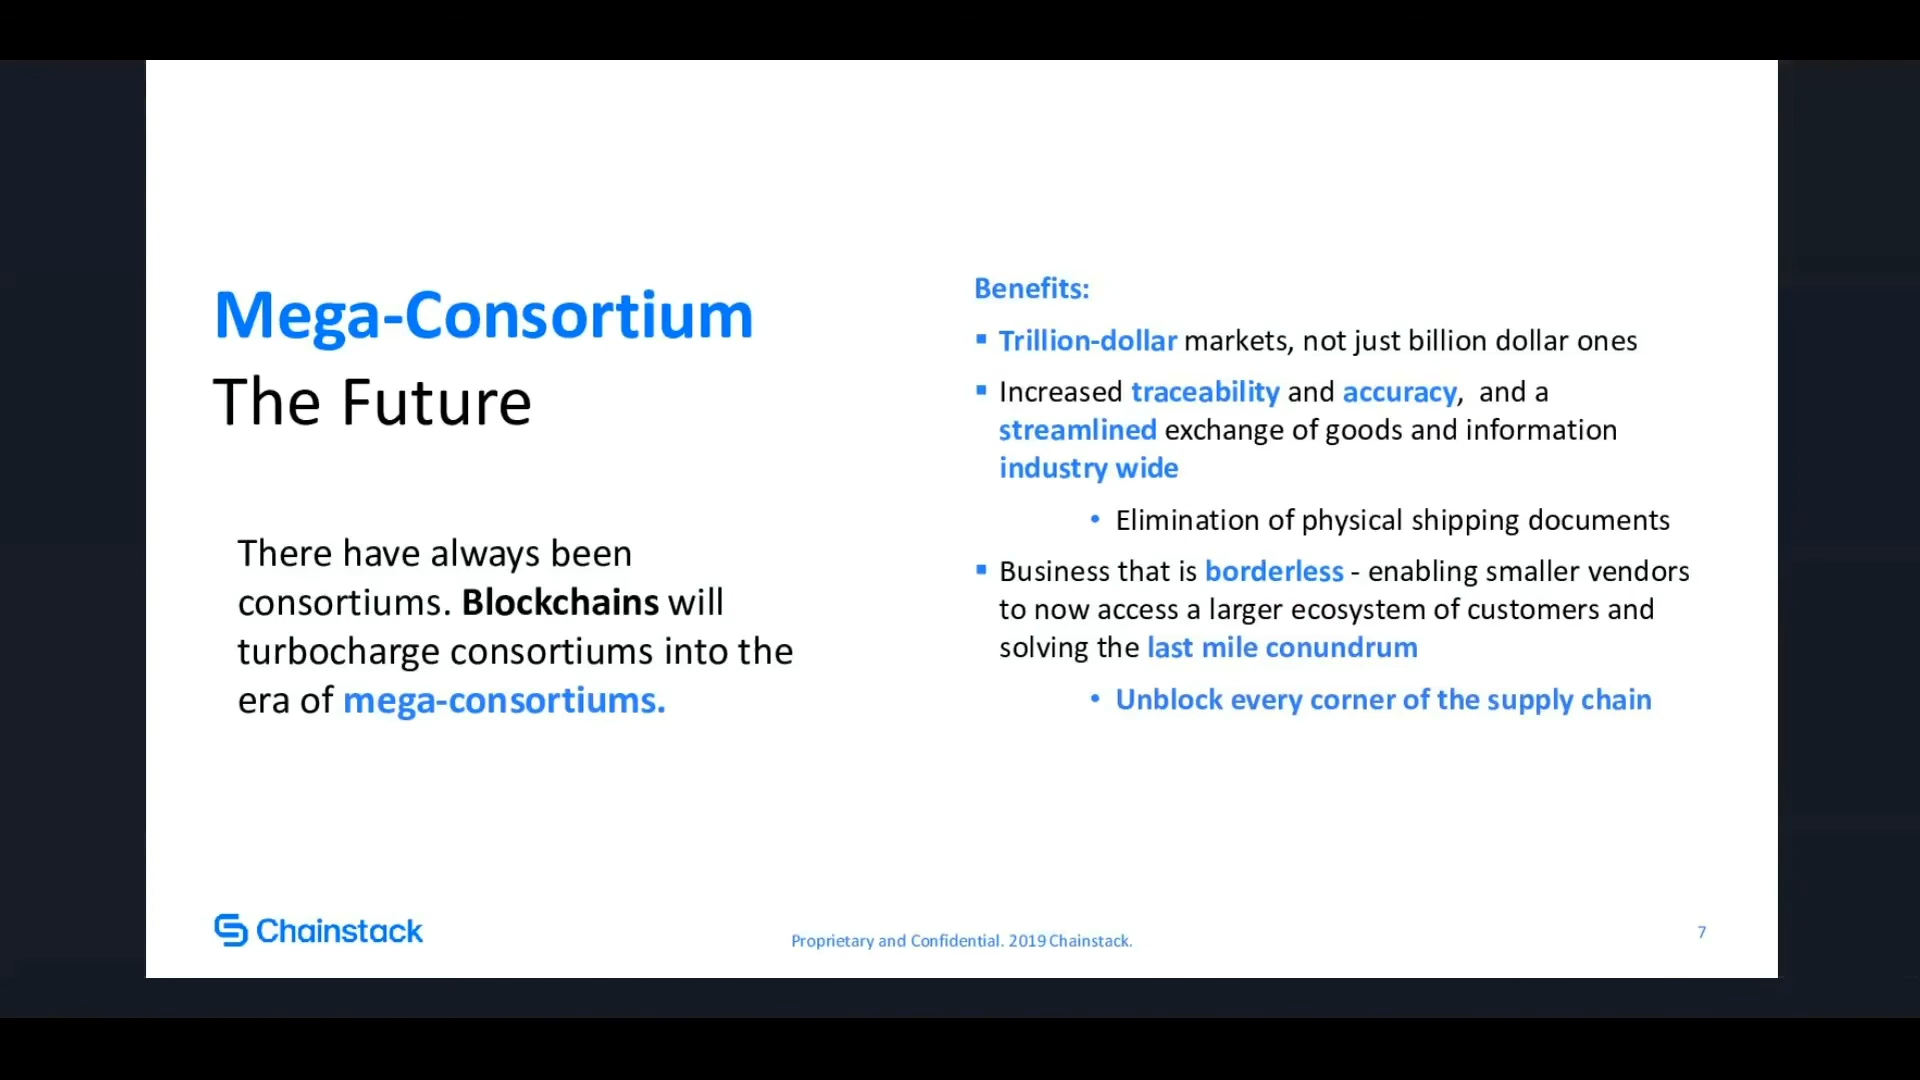 Mega-Consortium
The Future
There have always been
consortiums. Blockchains will
turbocharge consortiums into the
era of mega-consortiums.
Benefits:
▪ Trillion-dollar markets, not just billion dollar ones
▪ Increased traceability and accuracy, and a
streamlined exchange of goods and information
industry wide
• Elimination of physical shipping documents
▪ Business that is borderless - enabling smaller vendors
to now access a larger ecosystem of customers and
solving the last mile conundrum
• Unblock every corner of the supply chain
Chainstack
Proprietary and Confidential. 2019 Chainstack.
7